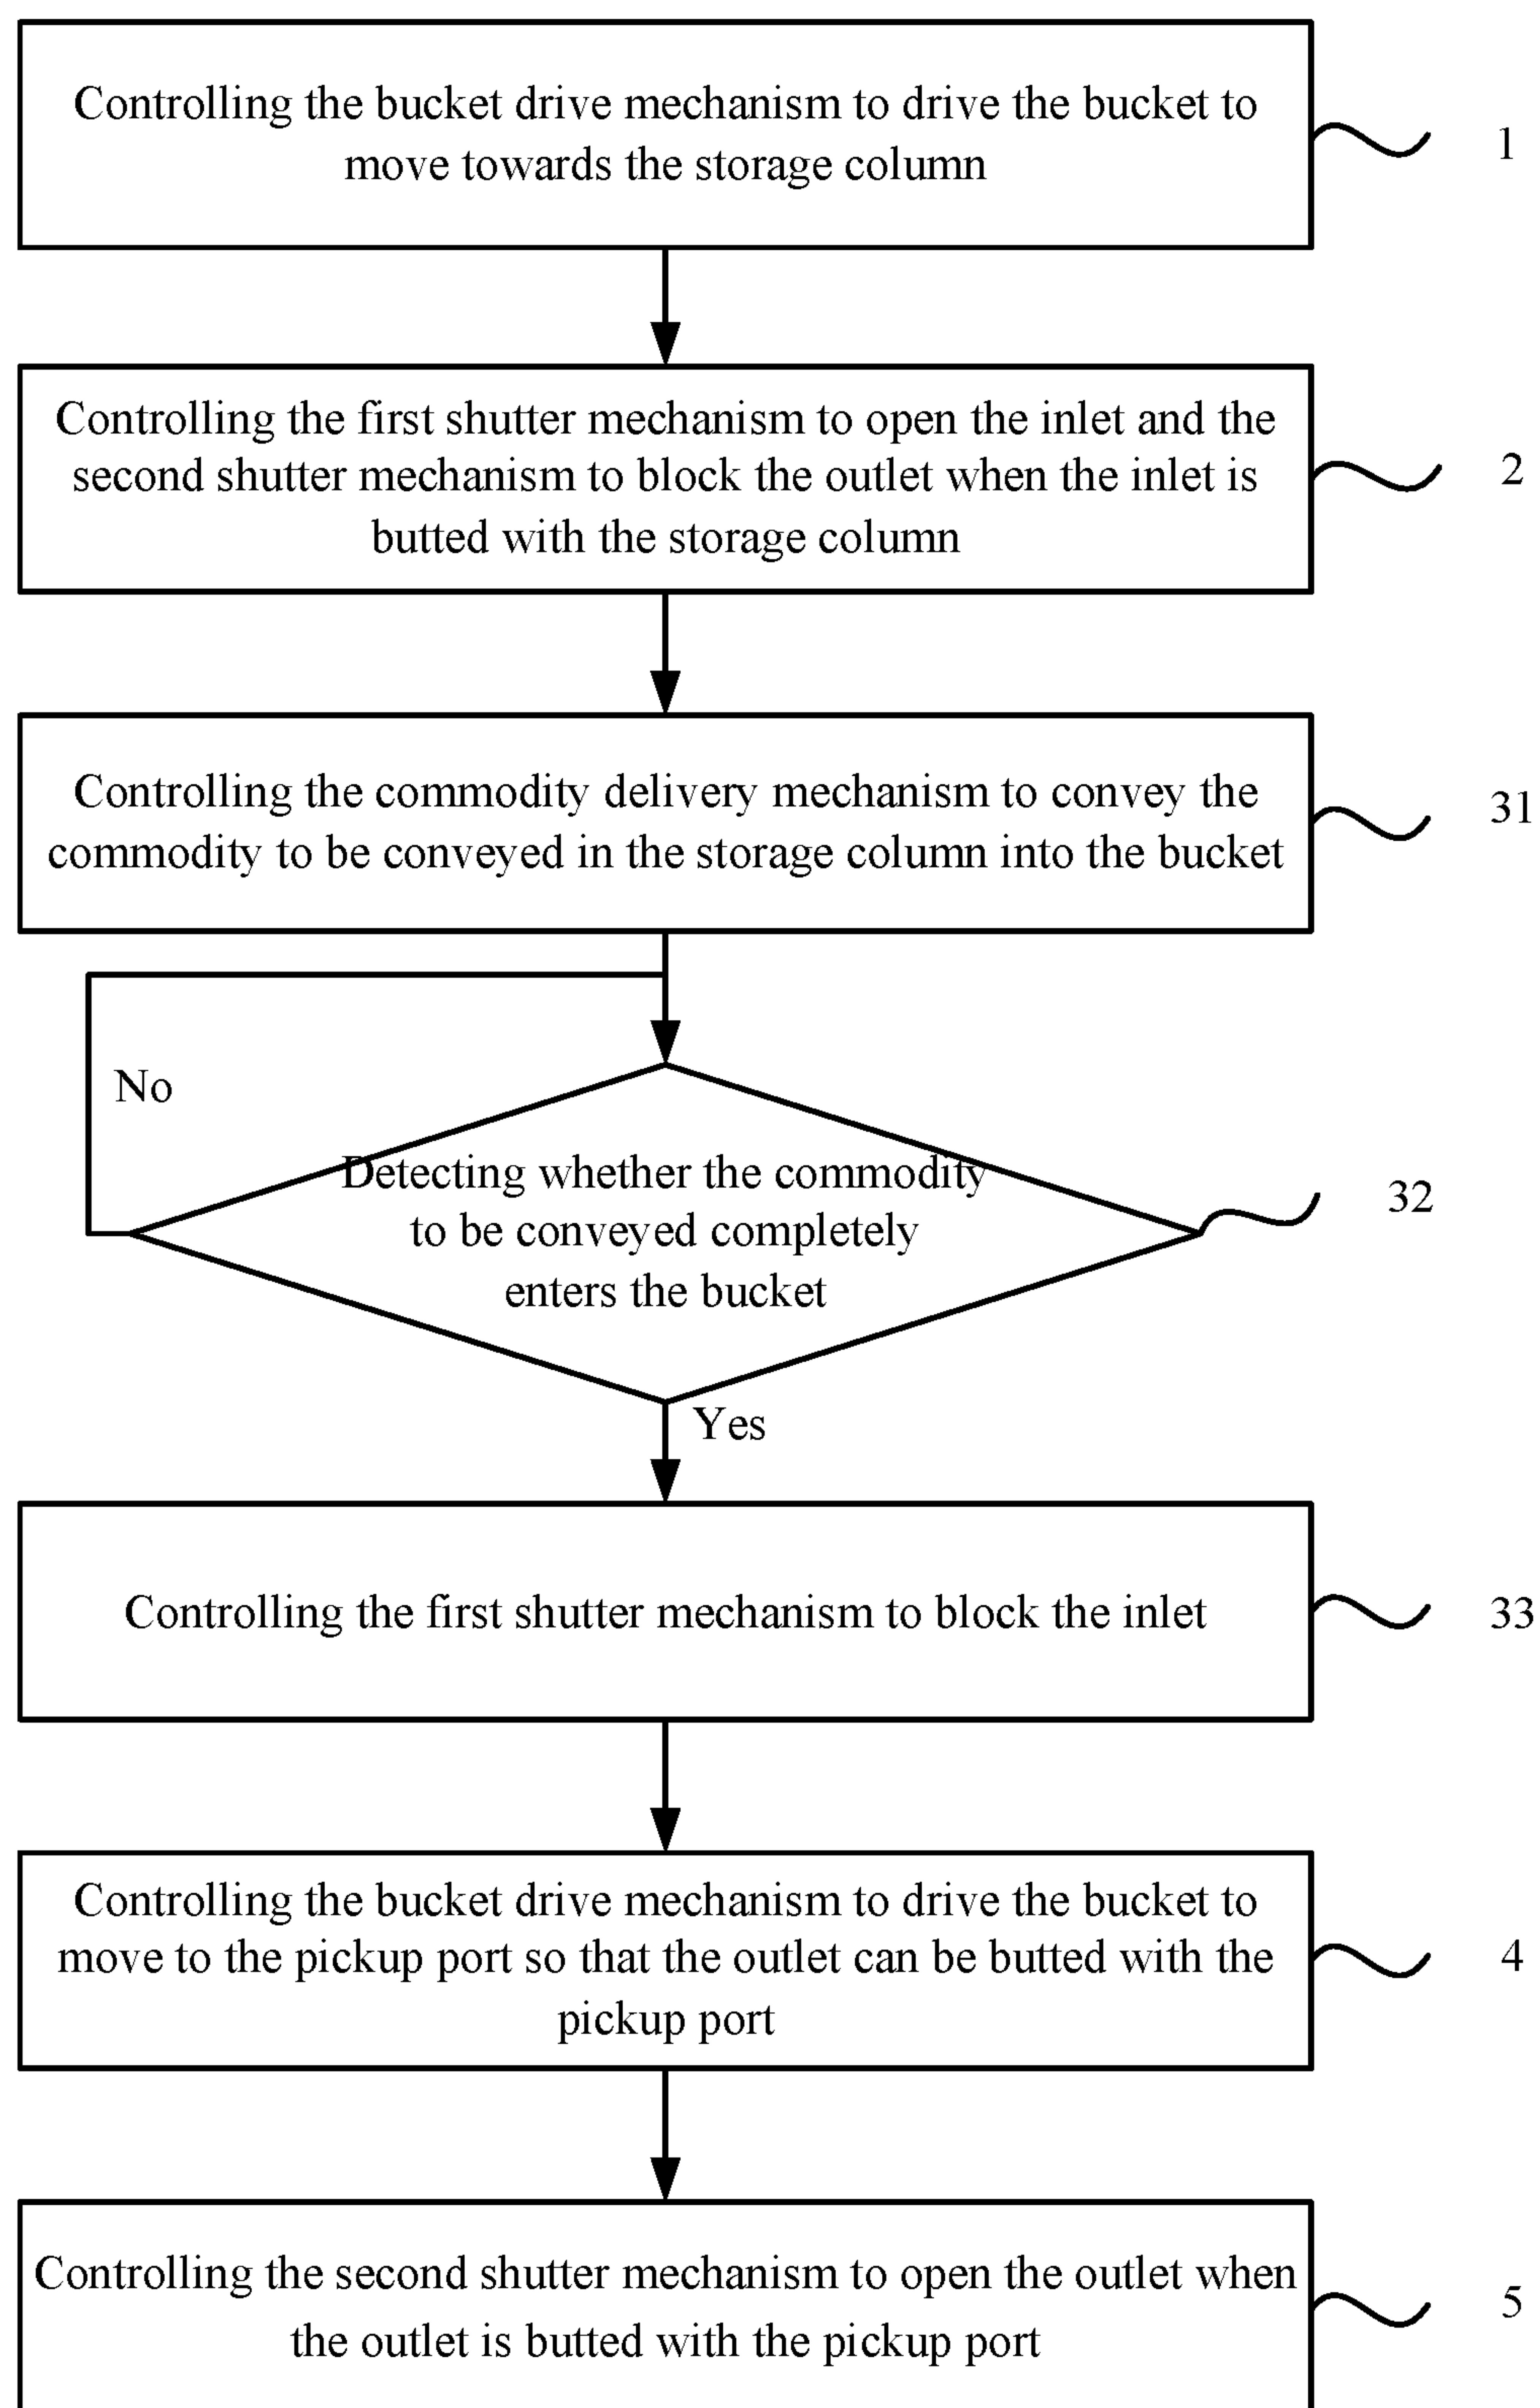 Controlling the bucket drive mechanism to drive the bucket to
move towards the storage column
1
Controlling the first shutter mechanism to open the inlet and the
second shutter mechanism to block the outlet when the inlet is
butted with the storage column
2
Controlling the commodity delivery mechanism to convey the
commodity to be conveyed in the storage column into the bucket
31
No
Detecting whether the commodity
to be conveyed completely
enters the bucket
32
Yes
Controlling the first shutter mechanism to block the inlet
33
Controlling the bucket drive mechanism to drive the bucket to
move to the pickup port so that the outlet can be butted with the
pickup port
4
Controlling the second shutter mechanism to open the outlet when
the outlet is butted with the pickup port
5